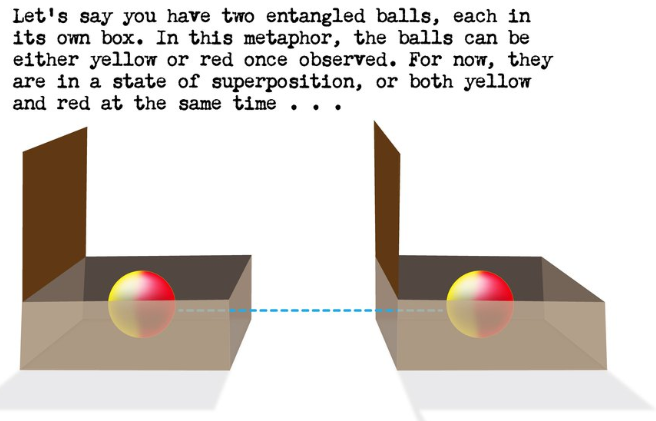 Let's say you have two entangled balls, each in
its own box. In this metaphor, the balls can be
either yellow or red once observed. For now, they
are in a state of superposition, or both yellow
and red at the same time . . .